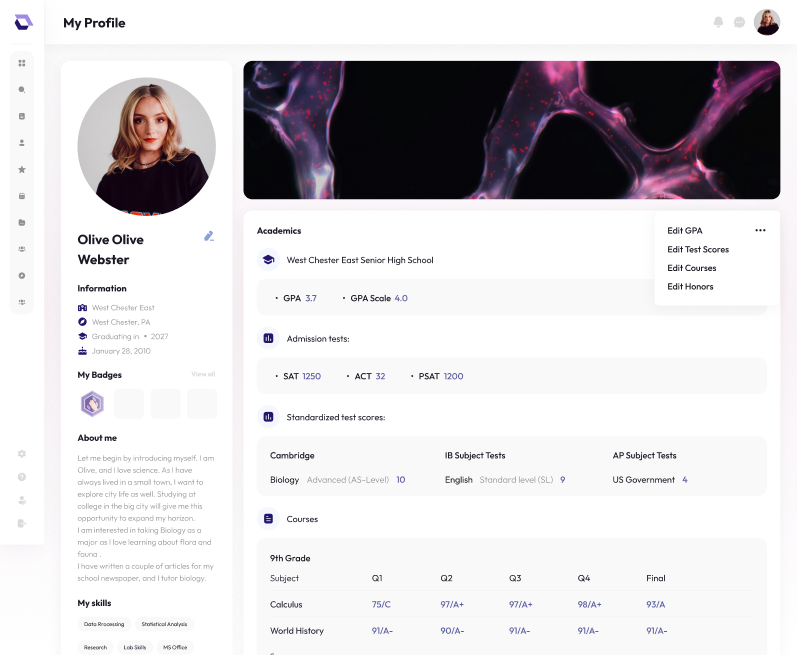 My Profile
Olive Olive
Webster
Information
West Chester East
West Chester, PA
Graduating in • 2027
January 28, 2010
My Badges View all
About me
Let me begin by introducing myself. I am
Olive, and I love science. As I have
always lived in a small town, I want to
explore city life as well. Studying at
college in the big city will give me this
opportunity to expand my horizon.
I am interested in taking Biology as a
major as I love learning about flora and
fauna .
I have written a couple of articles for my
school newspaper, and I tutor biology.
My skills
Data Processing Statistical Analysis
Research Lab Skills MS Office
Academics
Edit GPA
Edit Test Scores
Edit Courses
Edit Honors
West Chester East Senior High School
• GPA 3.7 • GPA Scale 4.0
Admission tests:
• SAT 1250 • ACT 32 • PSAT 1200
Standardized test scores:
Cambridge IB Subject Tests AP Subject Tests
Biology Advanced (AS-Level) 10 English Standard level (SL) 9 US Government 4
Courses
9th Grade
Subject Q1 Q2 Q3 Q4 Final
Calculus 75/C 97/A+ 97/A+ 98/A+ 93/A
World History 91/A- 90/A- 91/A- 91/A- 91/A-